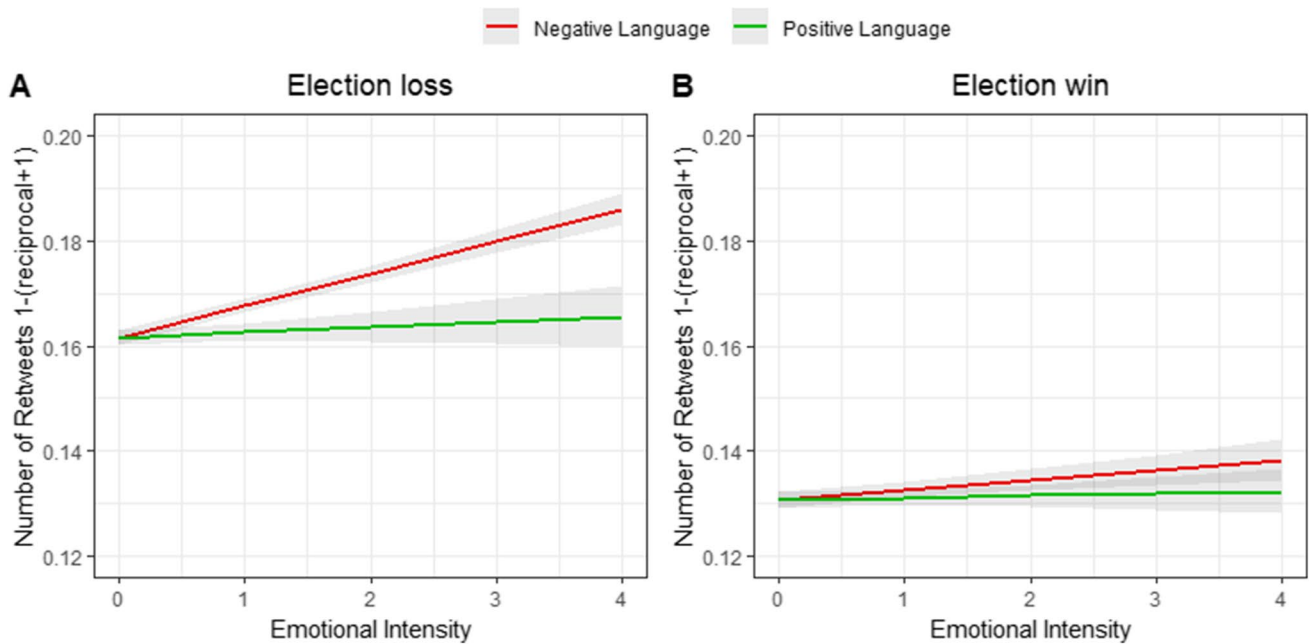 Negative Language Positive Language
A Election loss
Number of Retweets 1-(reciprocal+1)
0.20
0.18
0.16
0.14
0.12
0 1 2 3 4
Emotional Intensity
B Election win
Number of Retweets 1-(reciprocal+1)
0.20
0.18
0.16
0.14
0.12
0 1 2 3 4
Emotional Intensity